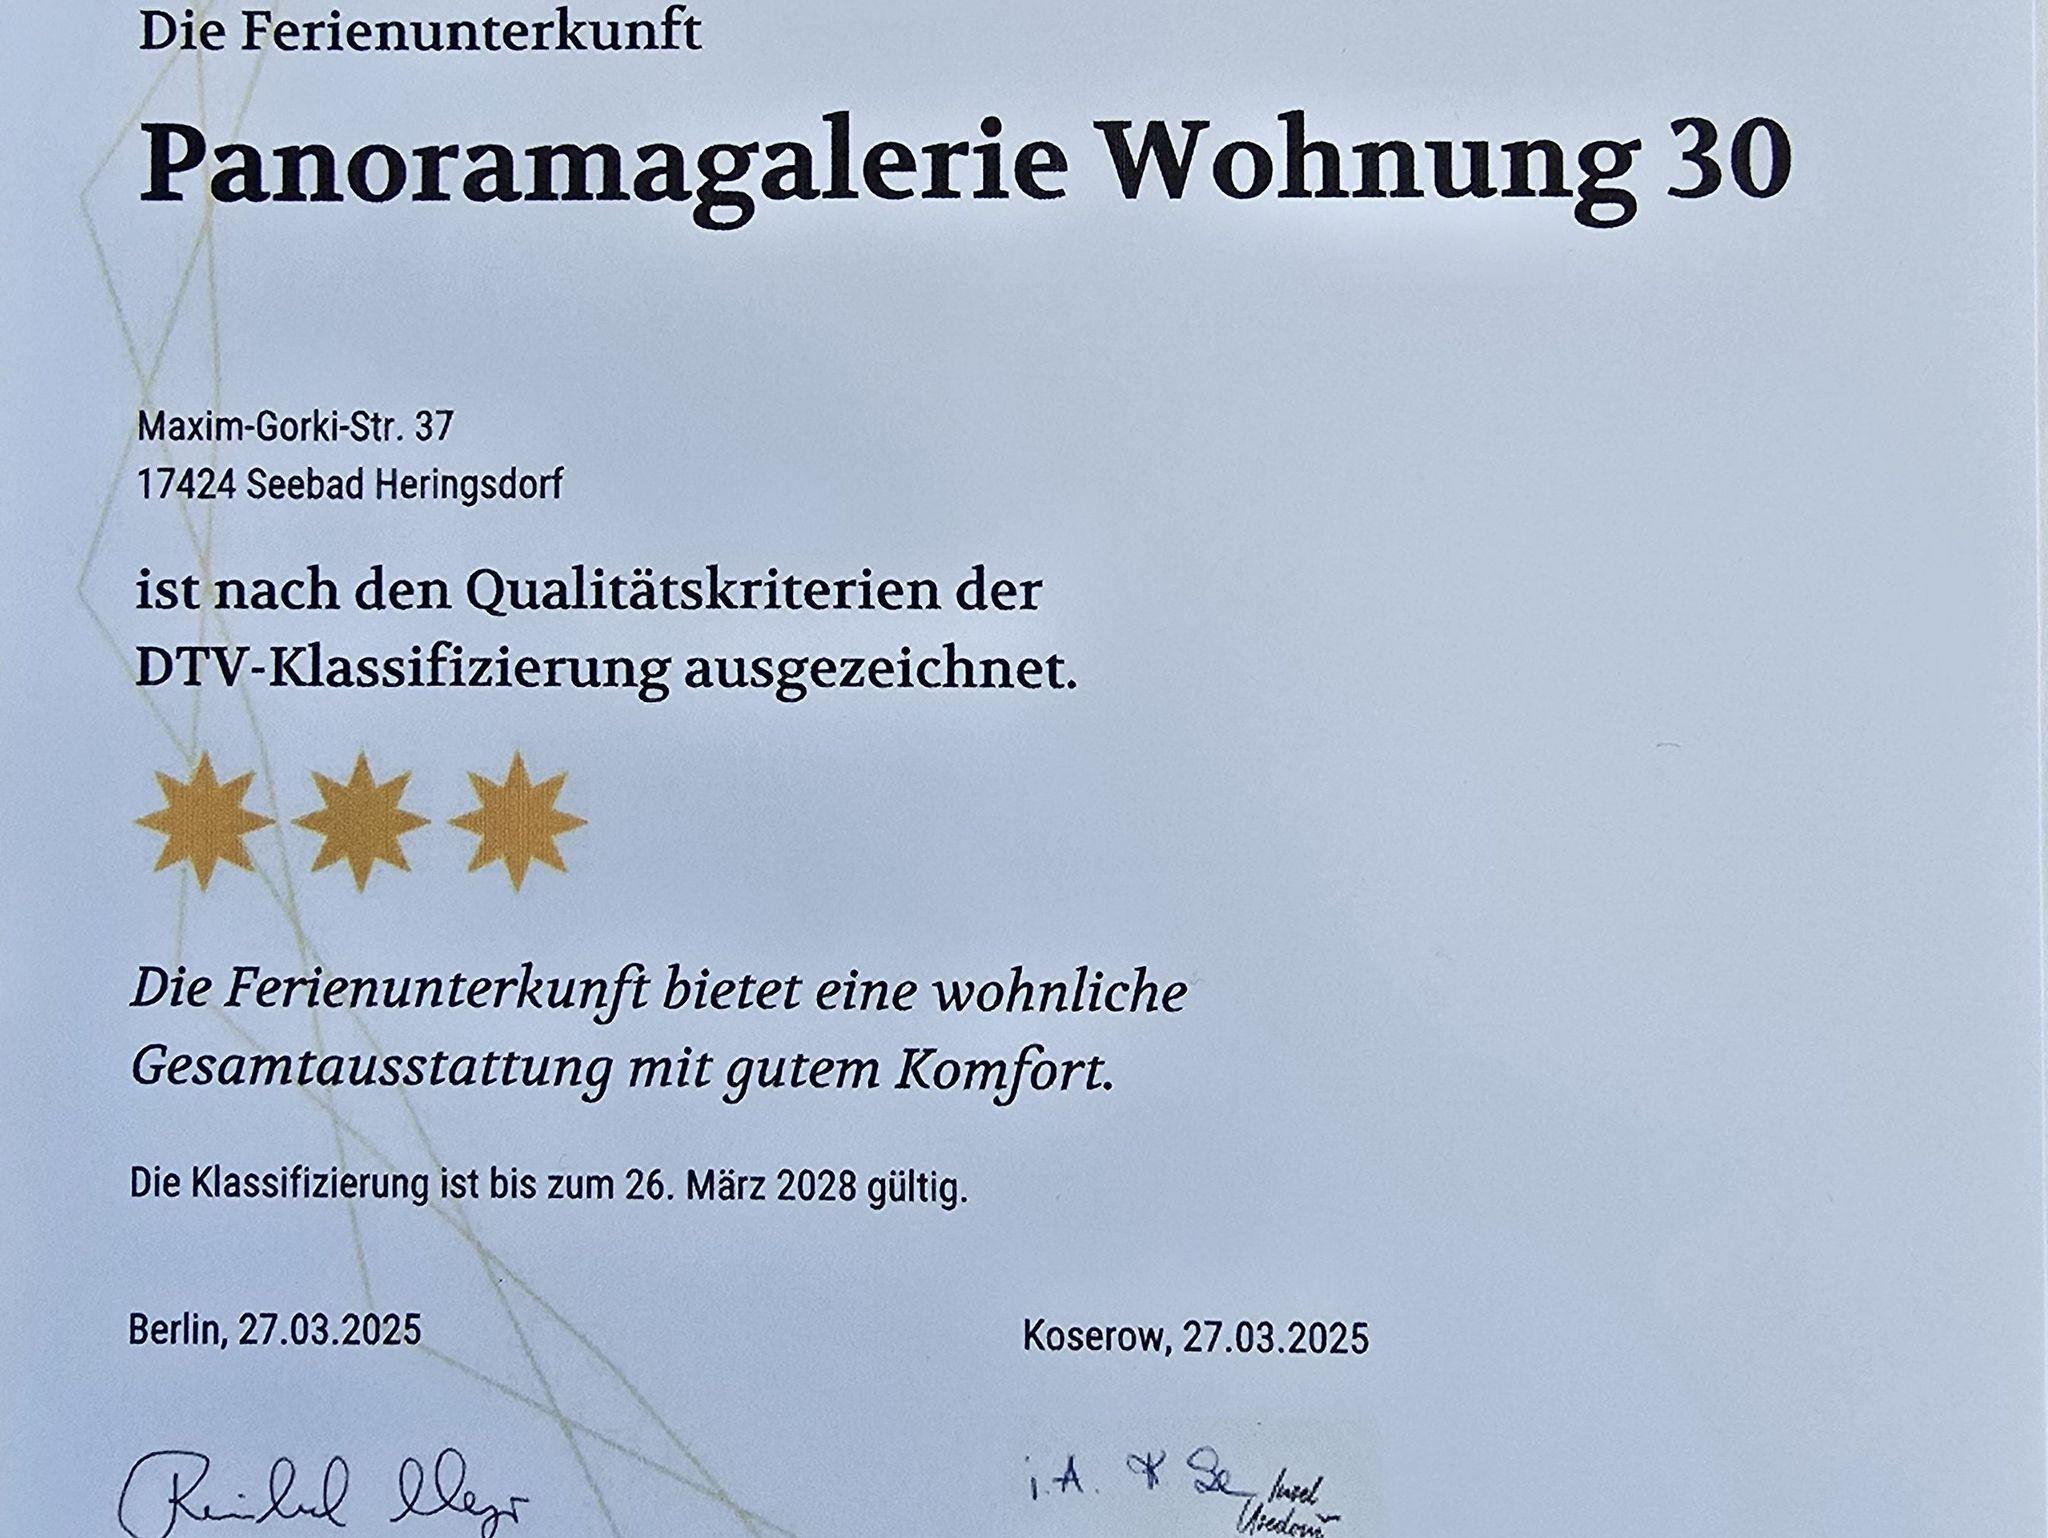 Die Ferienunterkunft
Panoramagalerie Wohnung 30
Maxim-Gorki-Str. 37
17424 Seebad Heringsdorf
ist nach den Qualitätskriterien der
DTV-Klassifizierung ausgezeichnet.
Die Ferienunterkunft bietet eine wohnliche
Gesamtausstattung mit gutem Komfort.
Die Klassifizierung ist bis zum 26. März 2028 gültig.
Berlin, 27.03.2025
Koserow, 27.03.2025
i.A.
Insel
Usedom